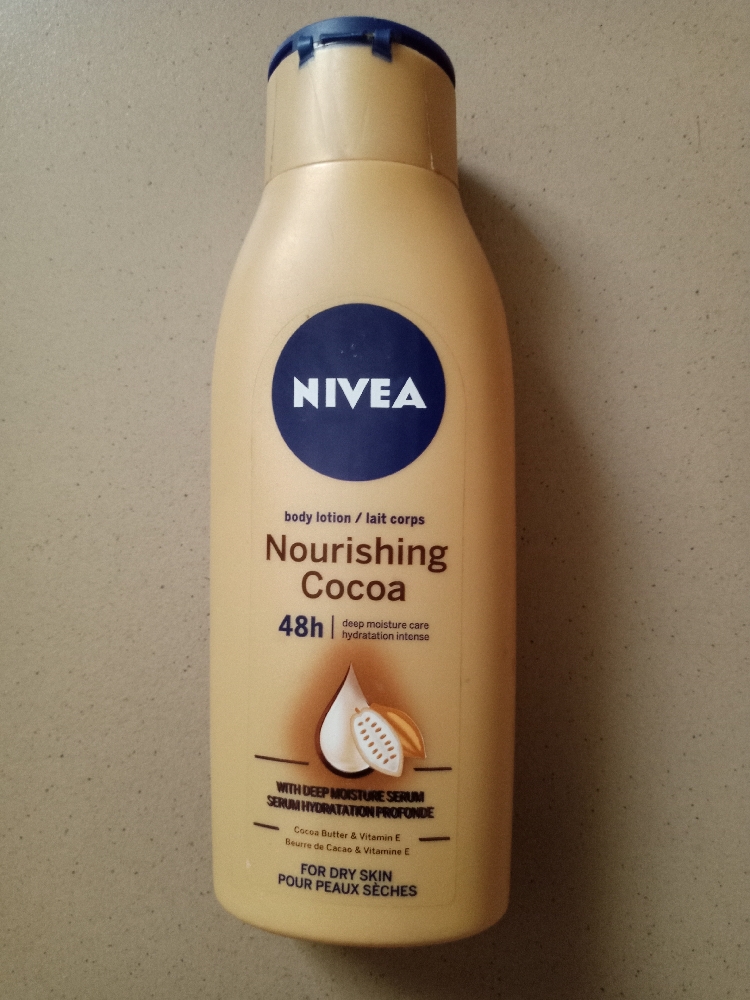 NIVEA
body lotion / lait corps
Nourishing
Cocoa
48h | deep moisture care
hydratation intense
WITH DEEP MOISTURE SERUM
SERUM HYDRATATION PROFONDE
Cocoa Butter & Vitamin E
Beurre de Cacao & Vitamine E
FOR DRY SKIN
POUR PEAUX SÈCHES